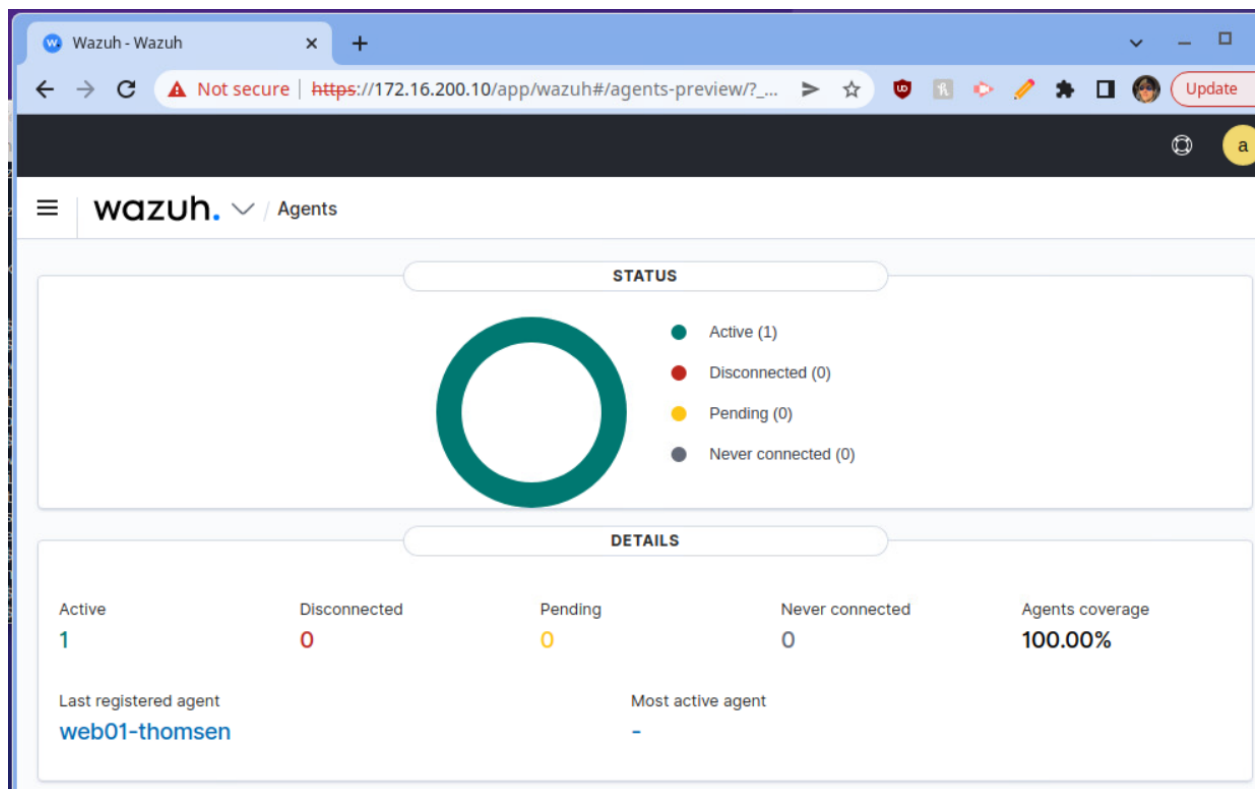 Wazuh - Wazuh
Not secure | https://172.16.200.10/app/wazuh#/agents-preview/?_...
Update
a
wazuh. / Agents
STATUS
Active (1)
Disconnected (0)
Pending (0)
Never connected (0)
DETAILS
Active Disconnected Pending Never connected Agents coverage
1 0 0 0 100.00%
Last registered agent Most active agent
web01-thomsen -